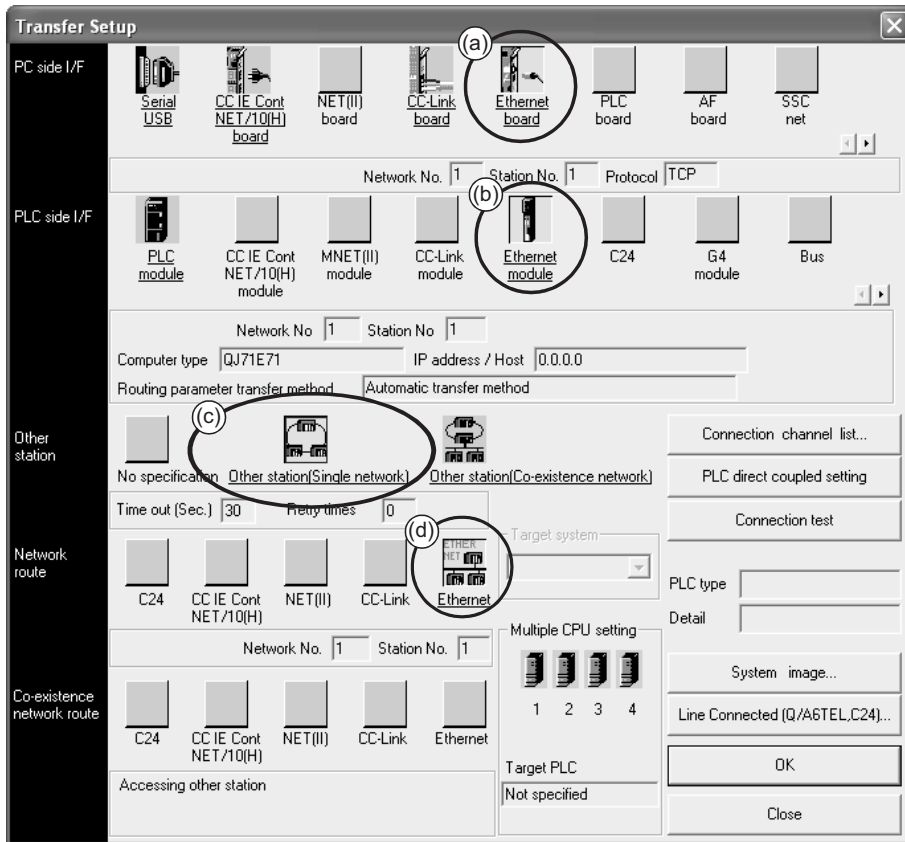 Transfer Setup
(a)
PC side I/F
Serial
USB
CC IE Cont
NET/10(H)
board
NET(II)
board
CC-Link
board
Ethernet
board
PLC
board
AF
board
SSC
net
Network No. 1 Station No. 1 Protocol TCP
(b)
PLC side I/F
PLC
module
CC IE Cont
NET/10(H)
module
MNET(II)
module
CC-Link
module
Ethernet
module
C24
G4
module
Bus
Network No 1 Station No 1
Computer type QJ71E71 IP address / Host 0.0.0.0
Routing parameter transfer method Automatic transfer method
(c)
Other
station
No specification
Other station(Single network)
Other station(Co-existence network)
Time out (Sec.) 30 Retry times 0
Connection channel list...
PLC direct coupled setting
Connection test
(d)
Network
route
C24
CC IE Cont
NET/10(H)
NET(II)
CC-Link
ETHER
NET
Ethernet
Target system
PLC type
Detail
Network No. 1 Station No. 1
Multiple CPU setting
1 2 3 4
Target PLC
Not specified
System image...
Line Connected (Q/A6TEL,C24)...
OK
Close
Co-existence
network route
C24
CC IE Cont
NET/10(H)
NET(II)
CC-Link
Ethernet
Accessing other station